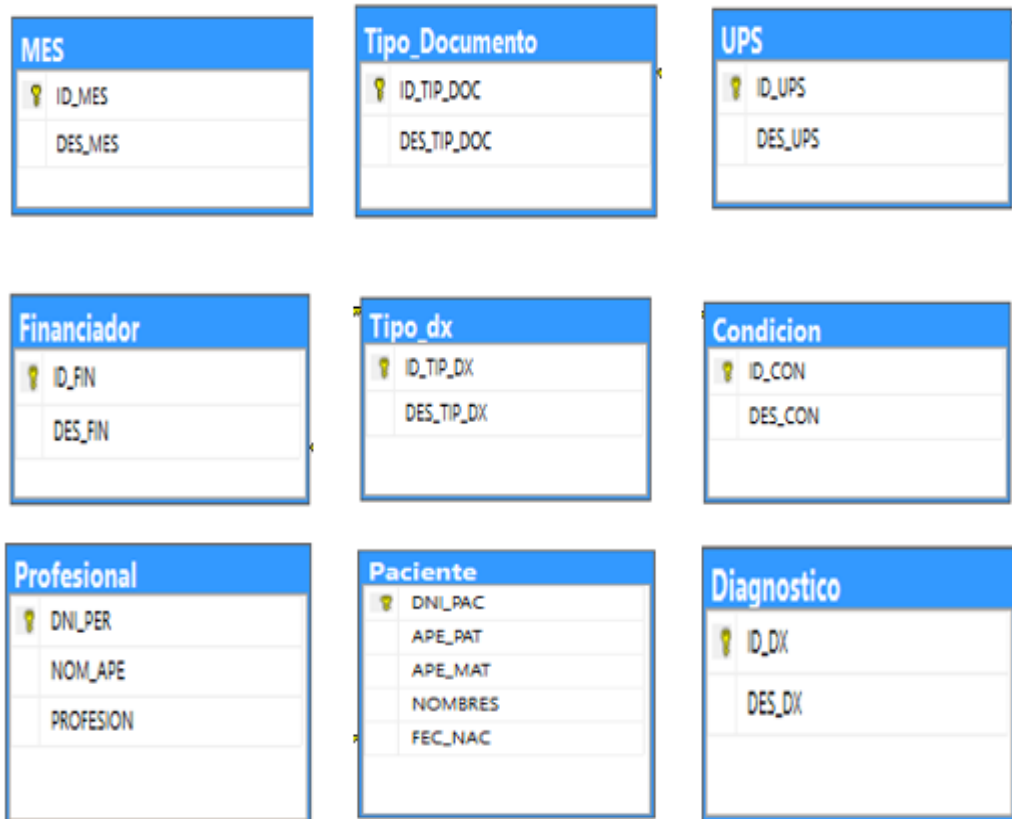 MES
ID_MES
DES_MES
Tipo_Documento
ID_TIP_DOC
DES_TIP_DOC
UPS
ID_UPS
DES_UPS
Financiador
ID_FIN
DES_FIN
Tipo_dx
ID_TIP_DX
DES_TIP_DX
Condicion
ID_CON
DES_CON
Profesional
DNI_PER
NOM_APE
PROFESION
Paciente
DNI_PAC
APE_PAT
APE_MAT
NOMBRES
FEC_NAC
Diagnostico
ID_DX
DES_DX